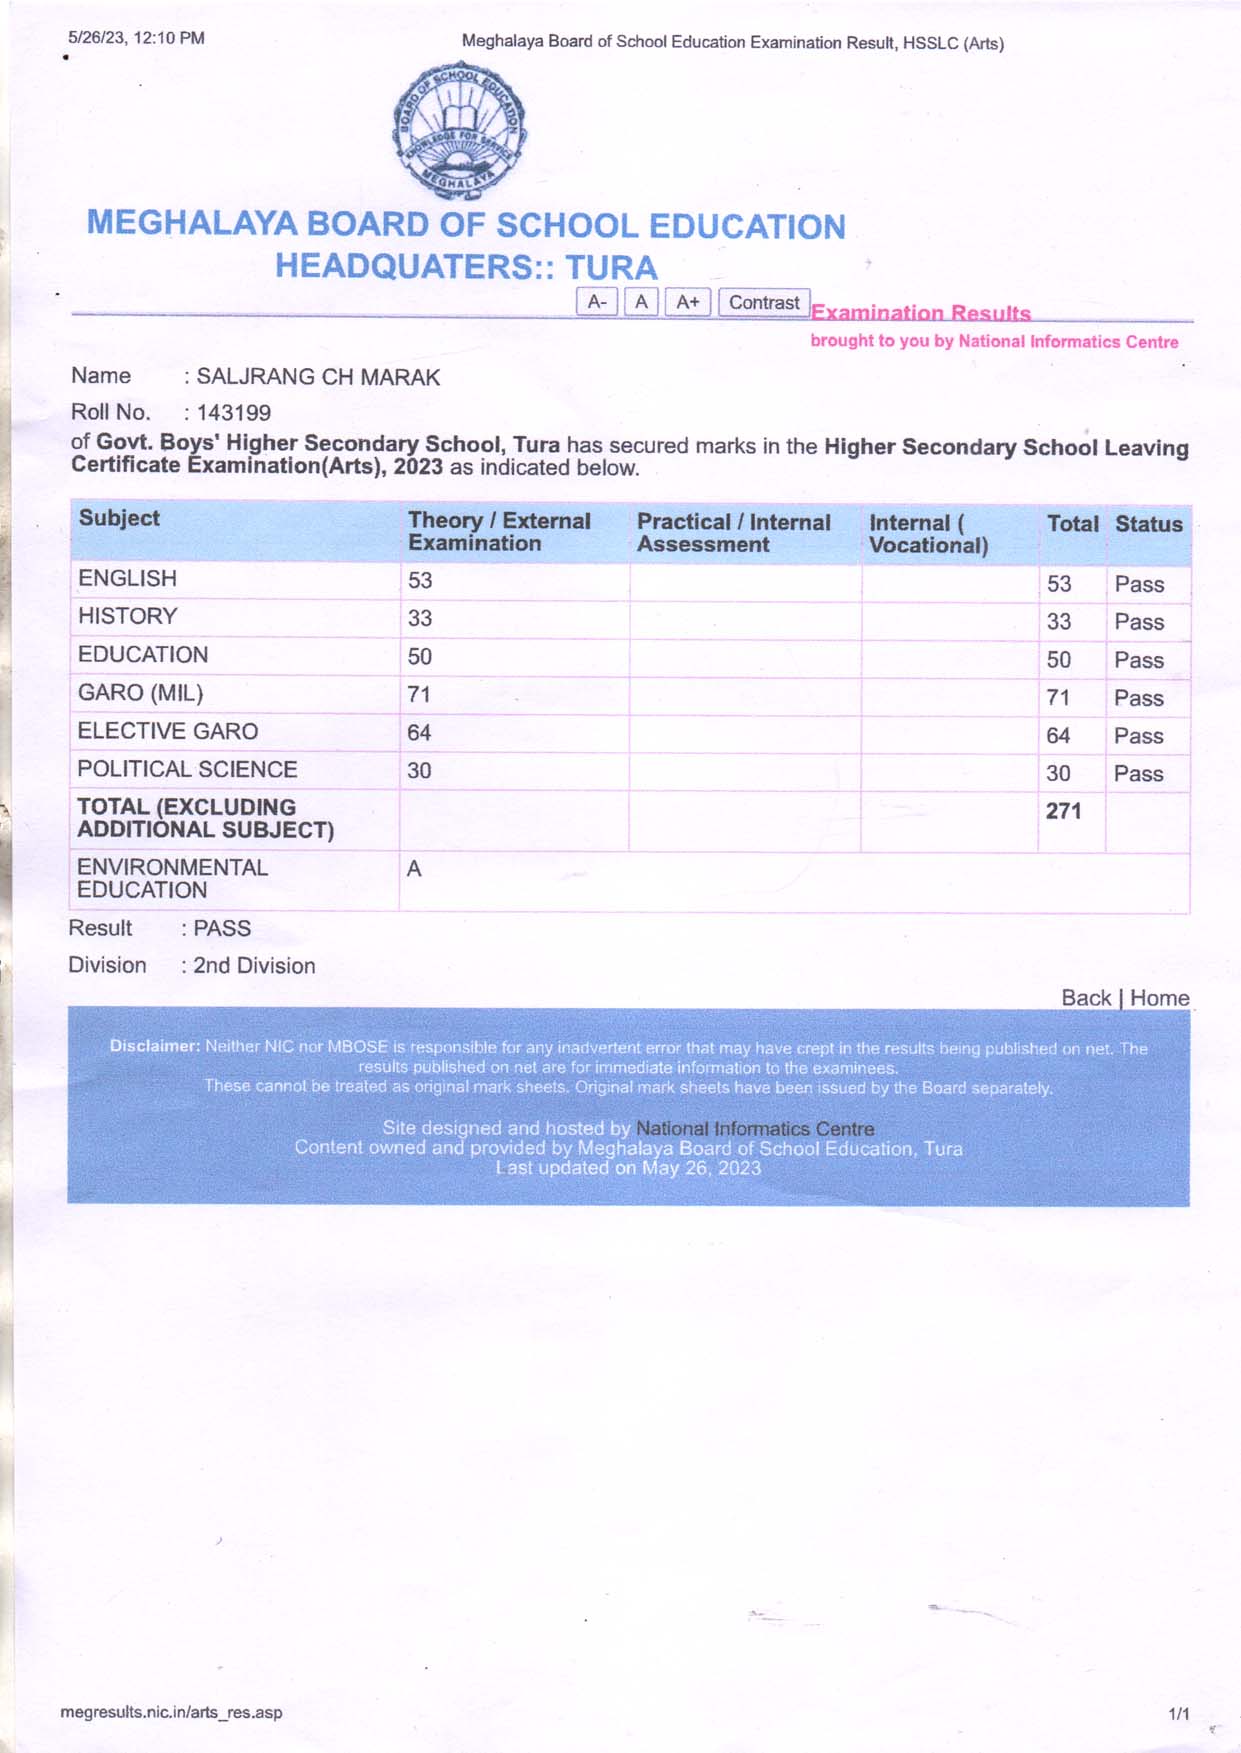 5/26/23, 12:10 PM
Meghalaya Board of School Education Examination Result, HSSLC (Arts)
BOARD OF SCHOOL EDUCATION
KNOWLEDGE FOR SERVICE
MEGHALAYA
MEGHALAYA BOARD OF SCHOOL EDUCATION
HEADQUATERS:: TURA
A- A A+ Contrast Examination Results
brought to you by National Informatics Centre
Name : SALJRANG CH MARAK
Roll No. : 143199
of Govt. Boys' Higher Secondary School, Tura has secured marks in the Higher Secondary School Leaving
Certificate Examination(Arts), 2023 as indicated below.
Subject Theory / External Practical / Internal Internal ( Total Status
Examination Assessment Vocational)
ENGLISH 53 53 Pass
HISTORY 33 33 Pass
EDUCATION 50 50 Pass
GARO (MIL) 71 71 Pass
ELECTIVE GARO 64 64 Pass
POLITICAL SCIENCE 30 30 Pass
TOTAL (EXCLUDING 271
ADDITIONAL SUBJECT)
ENVIRONMENTAL A
EDUCATION
Result : PASS
Division : 2nd Division
Back | Home
Disclaimer: Neither NIC nor MBOSE is responsible for any inadvertent error that may have crept in the results being published on net. The
results published on net are for immediate information to the examinees.
These cannot be treated as original mark sheets. Original mark sheets have been issued by the Board separately.
Site designed and hosted by National Informatics Centre
Content owned and provided by Meghalaya Board of School Education, Tura
Last updated on May 26, 2023
megresults.nic.in/arts_res.asp
1/1